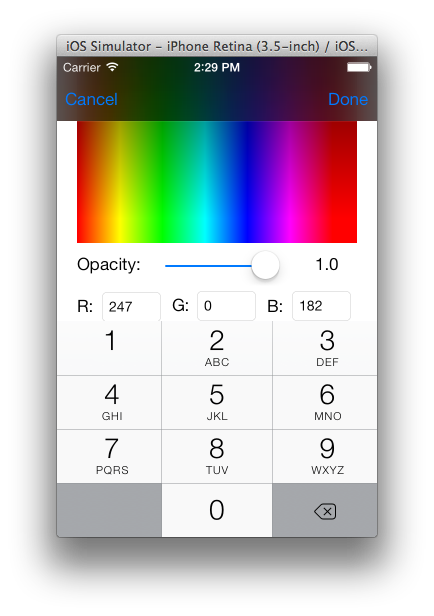 iOS Simulator – iPhone Retina (3.5-inch) / iOS...
Carrier 2:29 PM
Cancel Done
Opacity: 1.0
R: 247 G: 0 B: 182
1 2 3
ABC DEF
4 5 6
GHI JKL MNO
7 8 9
PQRS TUV WXYZ
0